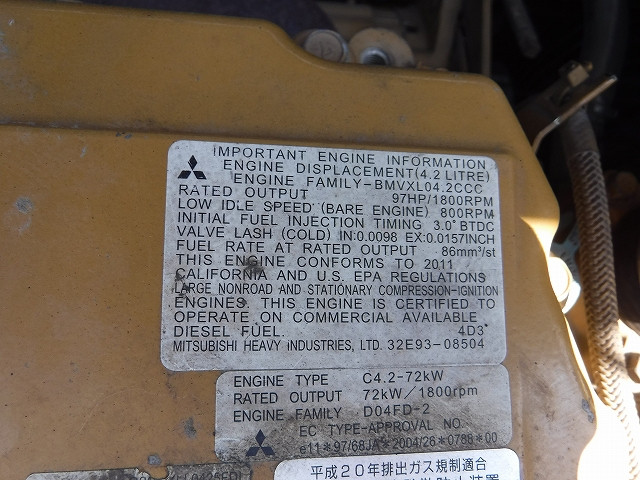 IMPORTANT ENGINE INFORMATION
ENGINE DISPLACEMENT(4.2 LITRE)
ENGINE FAMILY-BMVXL04.2CCC
RATED OUTPUT 97HP/1800RPM
LOW IDLE SPEED (BARE ENGINE) 800RPM
INITIAL FUEL INJECTION TIMING 3.0° BTDC
VALVE LASH (COLD) IN:0.0098 EX:0.0157INCH
FUEL RATE AT RATED OUTPUT 86mm³/st
THIS ENGINE CONFORMS TO 2011
CALIFORNIA AND U.S. EPA REGULATIONS
LARGE NONROAD AND STATIONARY COMPRESSION-IGNITION
ENGINES. THIS ENGINE IS CERTIFIED TO
OPERATE ON COMMERCIAL AVAILABLE
DIESEL FUEL. 4D3*
MITSUBISHI HEAVY INDUSTRIES, LTD. 32E93-08504
ENGINE TYPE C4.2-72kW
RATED OUTPUT 72kW/1800rpm
ENGINE FAMILY D04FD-2
EC TYPE-APPROVAL NO.
e11*97/68JA*2004/26*0788*00
平成20年排出ガス規制適合